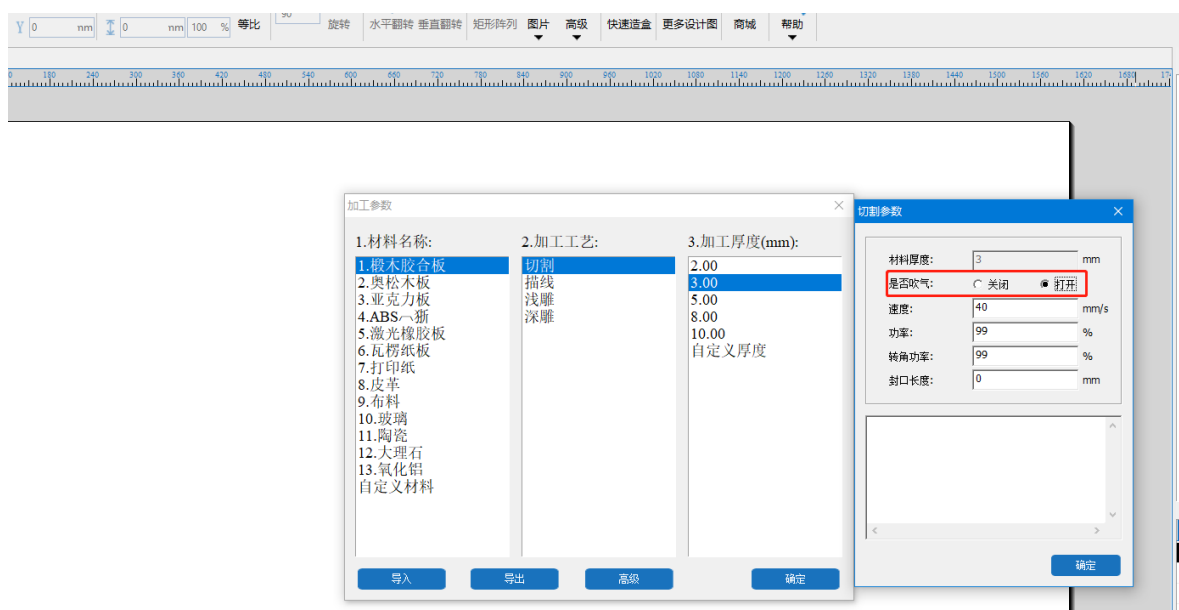 Y 0 nm 0 nm 100 % 等比 90 旋转 水平翻转 垂直翻转 矩形阵列 图片 高级 快速造盒 更多设计图 商城 帮助
0 180 240 300 360 420 480 540 600 660 720 780 840 900 960 1020 1080 1140 1200 1260 1320 1380 1440 1500 1560 1620 1680 17
加工参数
1.材料名称:
1.椴木胶合板
2.奥松木板
3.亚克力板
5.激光橡胶板
6.瓦楞纸板
7.打印纸
8.皮革
9.布料
10.玻璃
11.陶瓷
12.大理石
13.氧化铝
自定义材料
2.加工工艺:
切割
描线
浅雕
深雕
3.加工厚度(mm):
2.00
3.00
5.00
8.00
10.00
自定义厚度
导入 导出 高级 确定
切割参数
材料厚度: 3 mm
是否吹气: 关闭 打开
速度: 40 mm/s
功率: 99 %
转角功率: 99 %
封口长度: 0 mm
确定